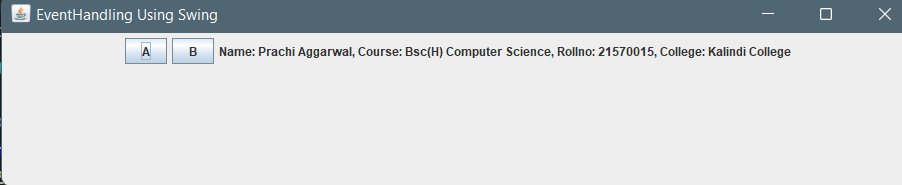 EventHandling Using Swing
A B Name: Prachi Aggarwal, Course: Bsc(H) Computer Science, Rollno: 21570015, College: Kalindi College